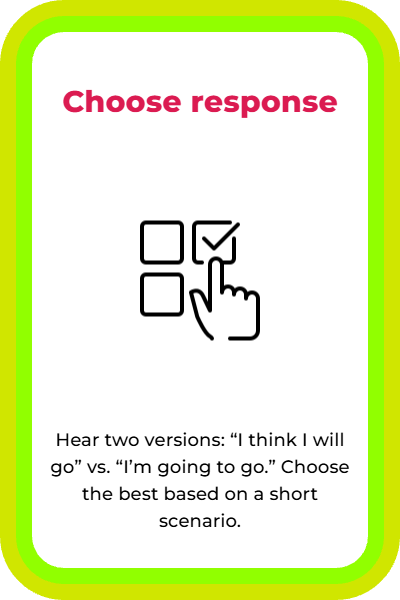 Choose response
Hear two versions: “I think I will
go” vs. “I’m going to go.” Choose
the best based on a short
scenario.